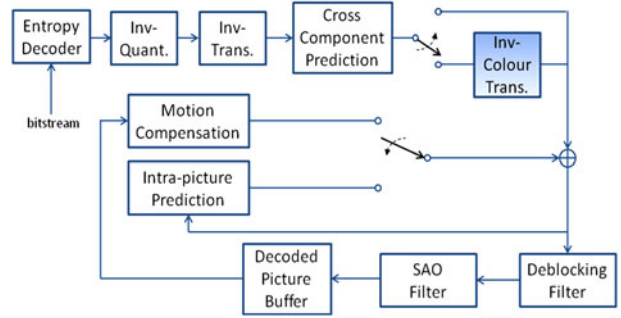 Entropy
Decoder
Inv-
Quant.
Inv-
Trans.
Cross
Component
Prediction
Inv-
Colour
Trans.
bitstream
Motion
Compensation
Intra-picture
Prediction
Decoded
Picture
Buffer
SAO
Filter
Deblocking
Filter